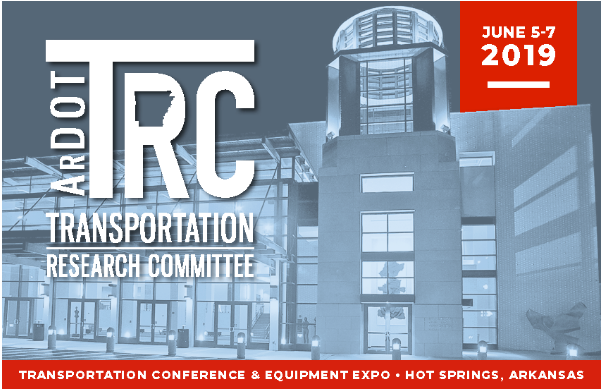 JUNE 5-7
2019
ARDOT
TRC
TRANSPORTATION
RESEARCH COMMITTEE
TRANSPORTATION CONFERENCE & EQUIPMENT EXPO • HOT SPRINGS, ARKANSAS